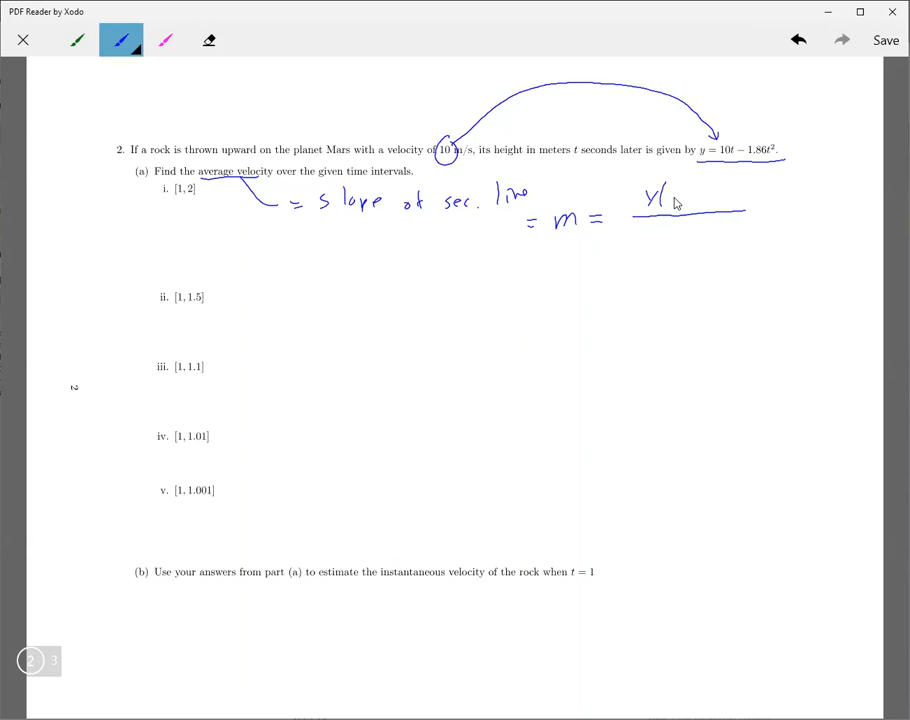 PDF Reader by Xodo
Save
2. If a rock is thrown upward on the planet Mars with a velocity of 10 m/s, its height in meters t seconds later is given by y = 10t − 1.86t².
(a) Find the average velocity over the given time intervals.
i. [1, 2]
= slope of sec. line
= m = y(
ii. [1, 1.5]
iii. [1, 1.1]
2
iv. [1, 1.01]
v. [1, 1.001]
(b) Use your answers from part (a) to estimate the instantaneous velocity of the rock when t = 1
2 3